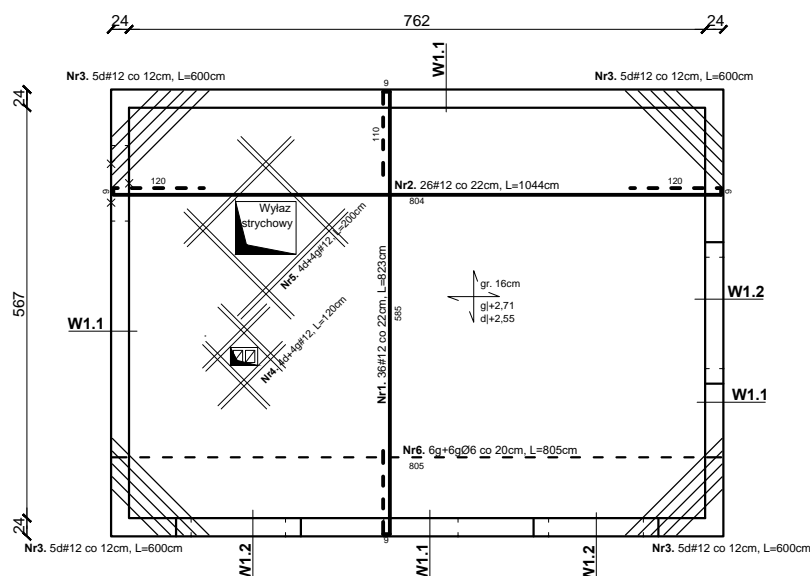 24 762 24
W1.1
Nr3. 5d#12 co 12cm, L=600cm
Nr3. 5d#12 co 12cm, L=600cm
24
9
110
120
120
9
9
Nr2. 26#12 co 22cm, L=1044cm
804
Wyłaz
strychowy
Nr5. 4d+4g#12, L=200cm
Nr1. 36#12 co 22cm, L=823cm
585
gr. 16cm
g|+2,71
d|+2,55
W1.2
567
W1.1
Nr4. 4d+4g#12, L=120cm
W1.1
Nr6. 6g+6gØ6 co 20cm, L=805cm
805
24
9
Nr3. 5d#12 co 12cm, L=600cm
Nr3. 5d#12 co 12cm, L=600cm
W1.2
W1.1
W1.2